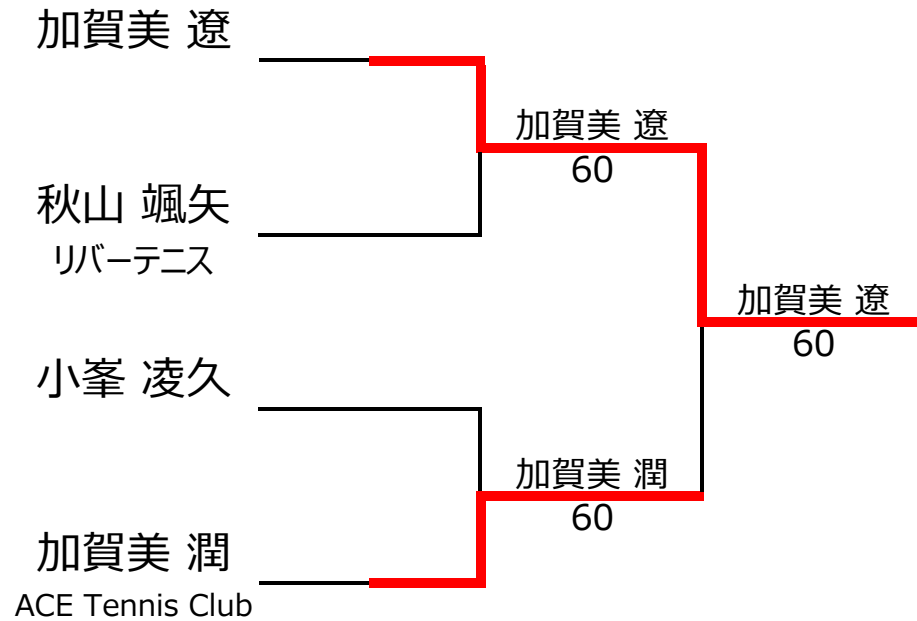 加賀美 遼
加賀美 遼
60
秋山 颯矢
リバーテニス
加賀美 遼
60
小峯 凌久
加賀美 潤
60
加賀美 潤
ACE Tennis Club